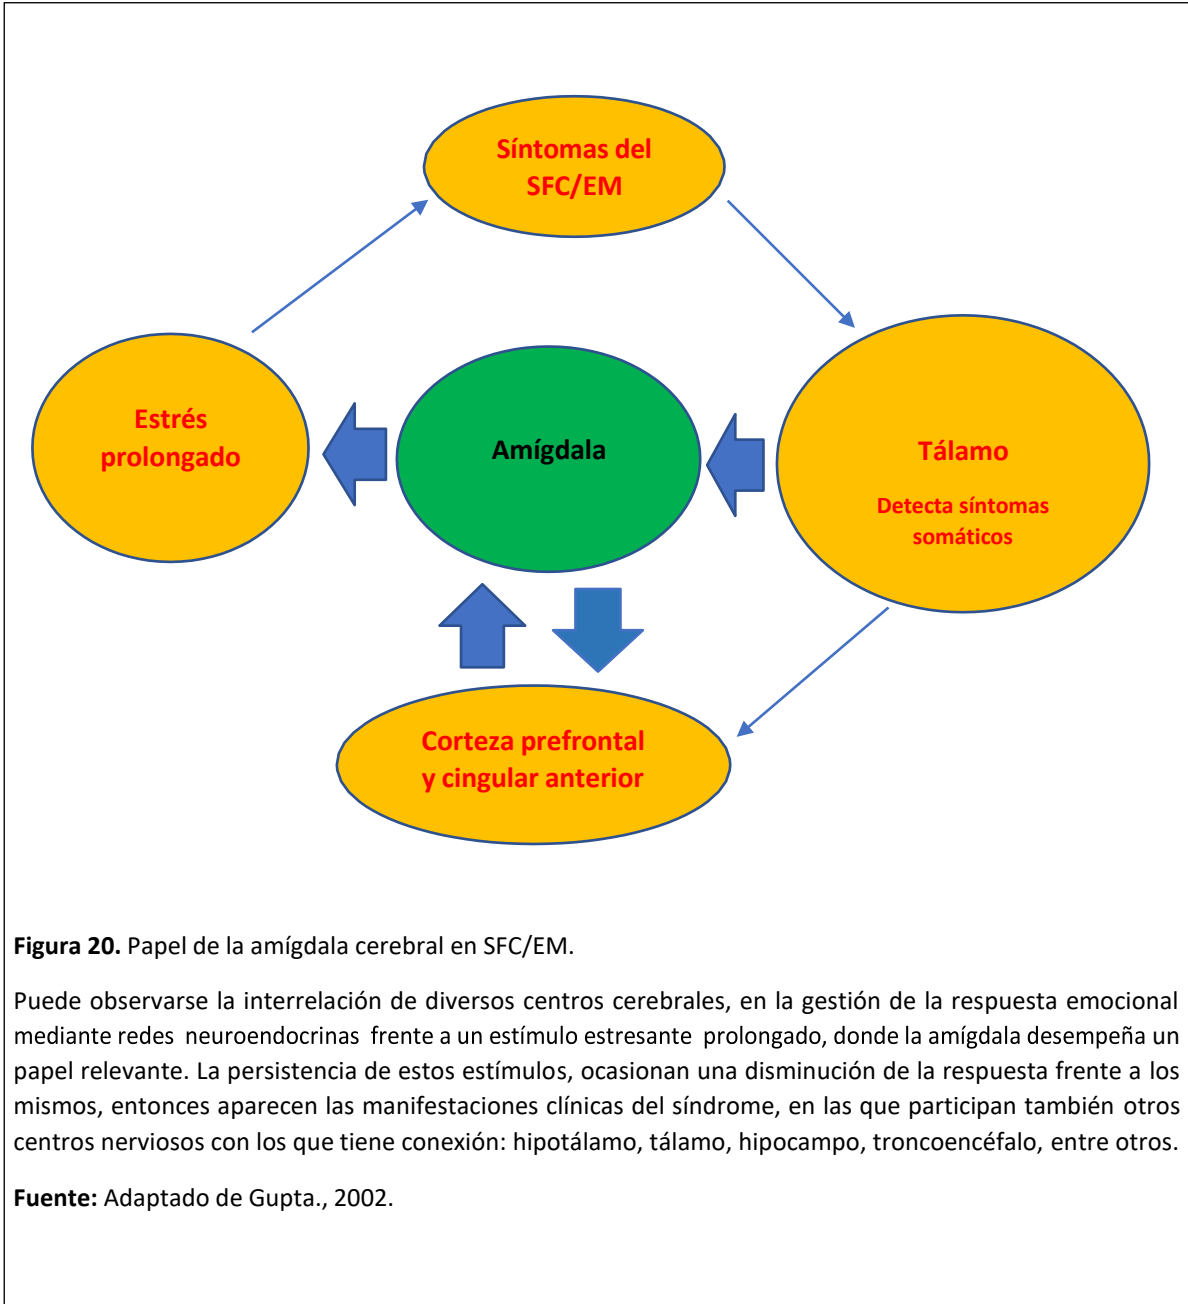 Síntomas del
SFC/EM
Estrés
prolongado
Amígdala
Tálamo
Detecta síntomas
somáticos
Corteza prefrontal
y cingular anterior
Figura 20. Papel de la amígdala cerebral en SFC/EM.
Puede observarse la interrelación de diversos centros cerebrales, en la gestión de la respuesta emocional
mediante redes neuroendocrinas frente a un estímulo estresante prolongado, donde la amígdala desempeña un
papel relevante. La persistencia de estos estímulos, ocasionan una disminución de la respuesta frente a los
mismos, entonces aparecen las manifestaciones clínicas del síndrome, en las que participan también otros
centros nerviosos con los que tiene conexión: hipotálamo, tálamo, hipocampo, troncoencéfalo, entre otros.
Fuente: Adaptado de Gupta., 2002.